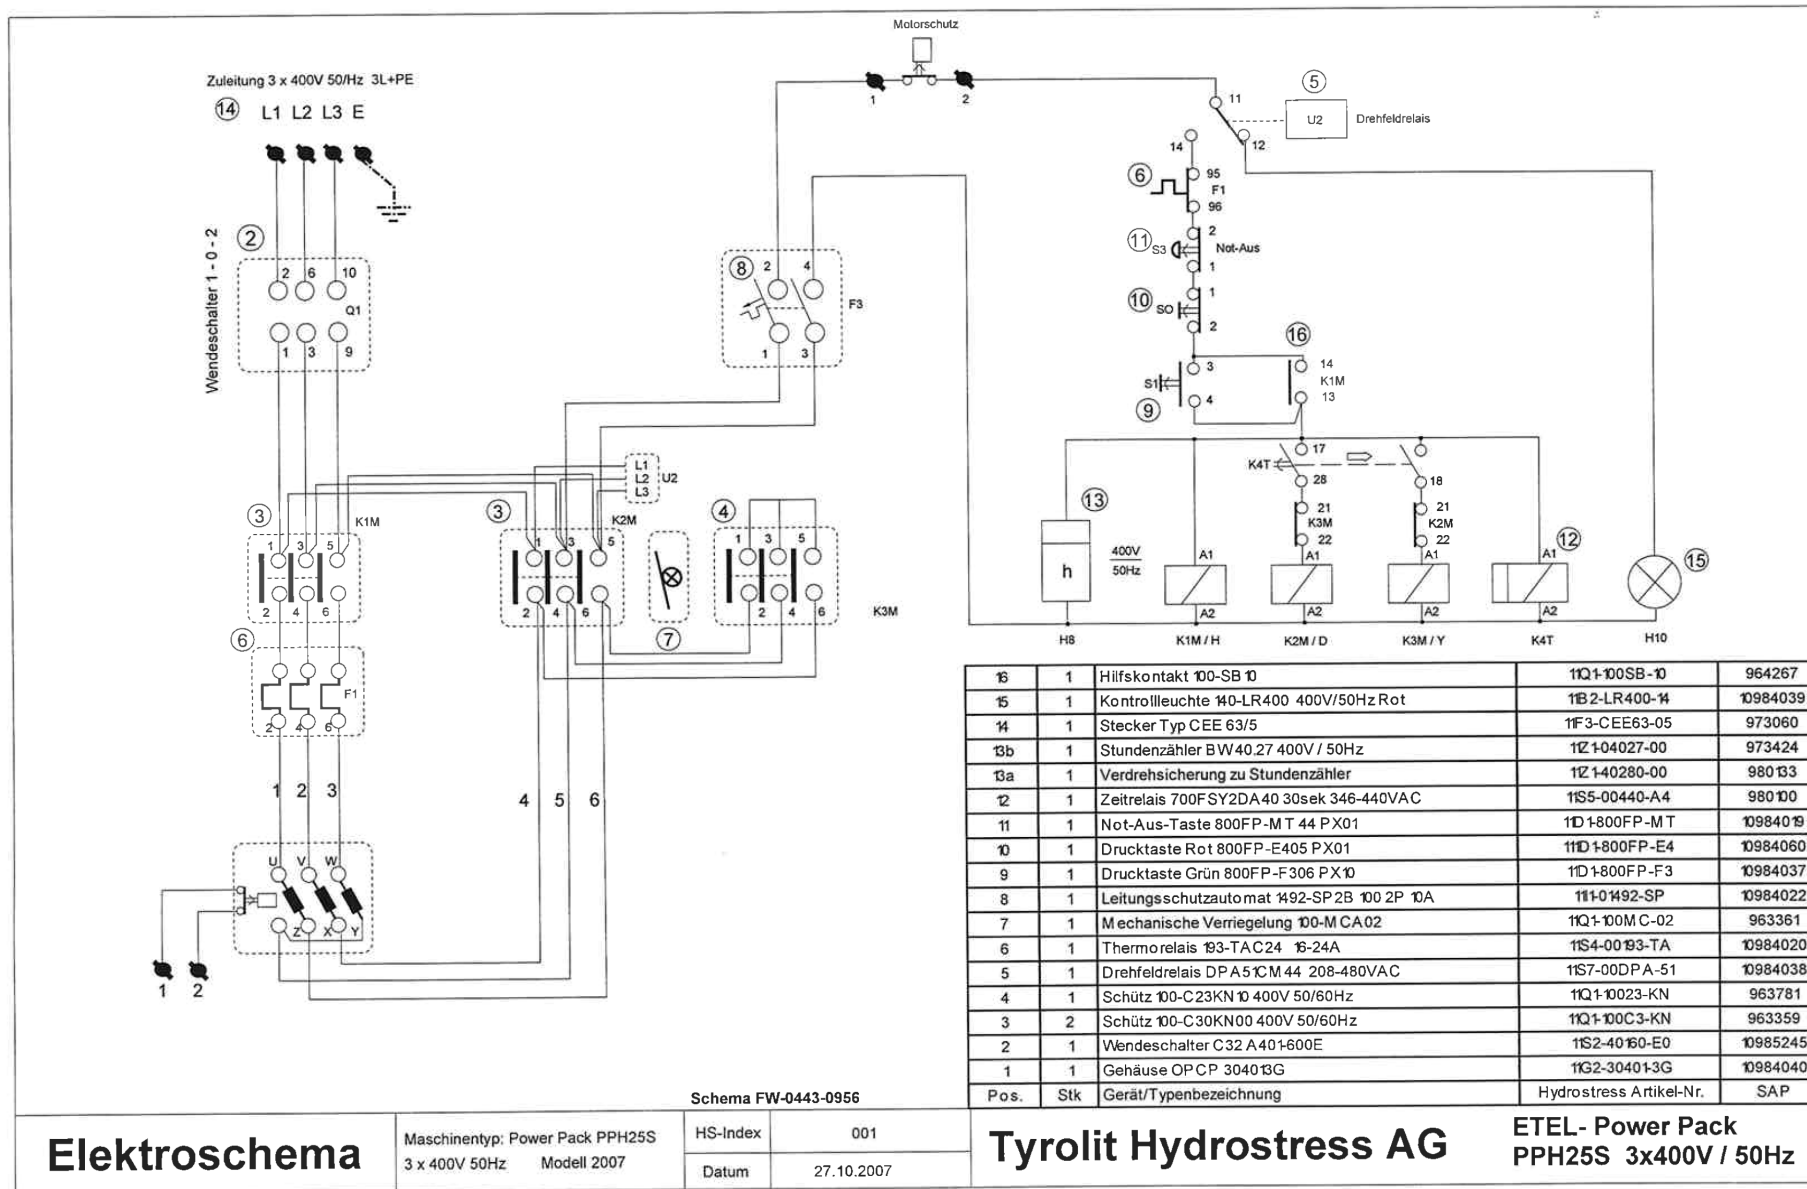 Motorschutz
1
2
Zuleitung 3 x 400V 50/Hz 3L+PE
14
L1 L2 L3 E
Wendeschalter 1 - 0 - 2
2
2 6 10
Q1
1 3 9
5
U2
Drehfeldrelais
11
12
14
6
95
F1
96
11
S3
2
Not-Aus
1
10
SO
1
2
16
3
S1
4
9
14
K1M
13
8
2 4
F3
1 3
L1
L2
L3
U2
3
K1M
1 3 5
2 4 6
3
K2M
1 3 5
2 4 6
7
4
1 3 5
2 4 6
K3M
6
F1
2 4 6
1 2 3
4 5 6
U V W
Z X Y
1 2
K4T
17
28
18
21
K3M
22
21
K2M
22
13
h
400V
50Hz
A1
A2
A1
A2
A1
A2
12
A1
A2
15
H8
K1M / H
K2M / D
K3M / Y
K4T
H10
16 1 Hilfskontakt 100-SB10 11Q1-100SB-10 964267
15 1 Kontrollleuchte 140-LR400 400V/50Hz Rot 11B2-LR400-14 10984039
14 1 Stecker Typ CEE 63/5 11F3-CEE63-05 973060
13b 1 Stundenzähler BW40.27 400V / 50Hz 11Z1-04027-00 973424
13a 1 Verdrehsicherung zu Stundenzähler 11Z1-40280-00 980133
12 1 Zeitrelais 700FSY2DA40 30sek 346-440VAC 11S5-00440-A4 980100
11 1 Not-Aus-Taste 800FP-MT 44 PX01 11D1-800FP-MT 10984019
10 1 Drucktaste Rot 800FP-E405 PX01 111D1-800FP-E4 10984060
9 1 Drucktaste Grün 800FP-F306 PX10 11D1-800FP-F3 10984037
8 1 Leitungsschutzautomat 1492-SP2B 100 2P 10A 11I1-01492-SP 10984022
7 1 Mechanische Verriegelung 100-MCA02 11Q1-100MC-02 963361
6 1 Thermorelais 193-TAC24 16-24A 11S4-00193-TA 10984020
5 1 Drehfeldrelais DPA51CM44 208-480VAC 11S7-00DPA-51 10984038
4 1 Schütz 100-C23KN10 400V 50/60Hz 11Q1-10023-KN 963781
3 2 Schütz 100-C30KN00 400V 50/60Hz 11Q1-100C3-KN 963359
2 1 Wendeschalter C32 A401-600E 11S2-40160-E0 10985245
1 1 Gehäuse OPCP 304013G 11G2-30401-3G 10984040
Pos. Stk Gerät/Typenbezeichnung Hydrostress Artikel-Nr. SAP
Schema FW-0443-0956
Elektroschema
Maschinentyp: Power Pack PPH25S
3 x 400V 50Hz Modell 2007
HS-Index 001
Datum 27.10.2007
Tyrolit Hydrostress AG
ETEL- Power Pack
PPH25S 3x400V / 50Hz